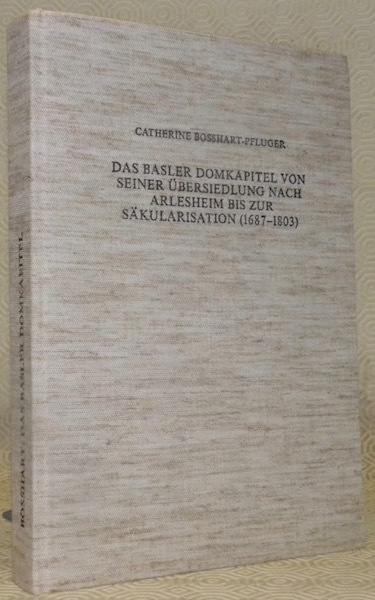 CATHERINE BOSSHART-PFLUGER
DAS BASLER DOMKAPITEL VON
SEINER ÜBERSIEDLUNG NACH
ARLESHEIM BIS ZUR
SÄKULARISATION (1687–1803)
BOSSHART DAS BASLER DOMKAPITEL